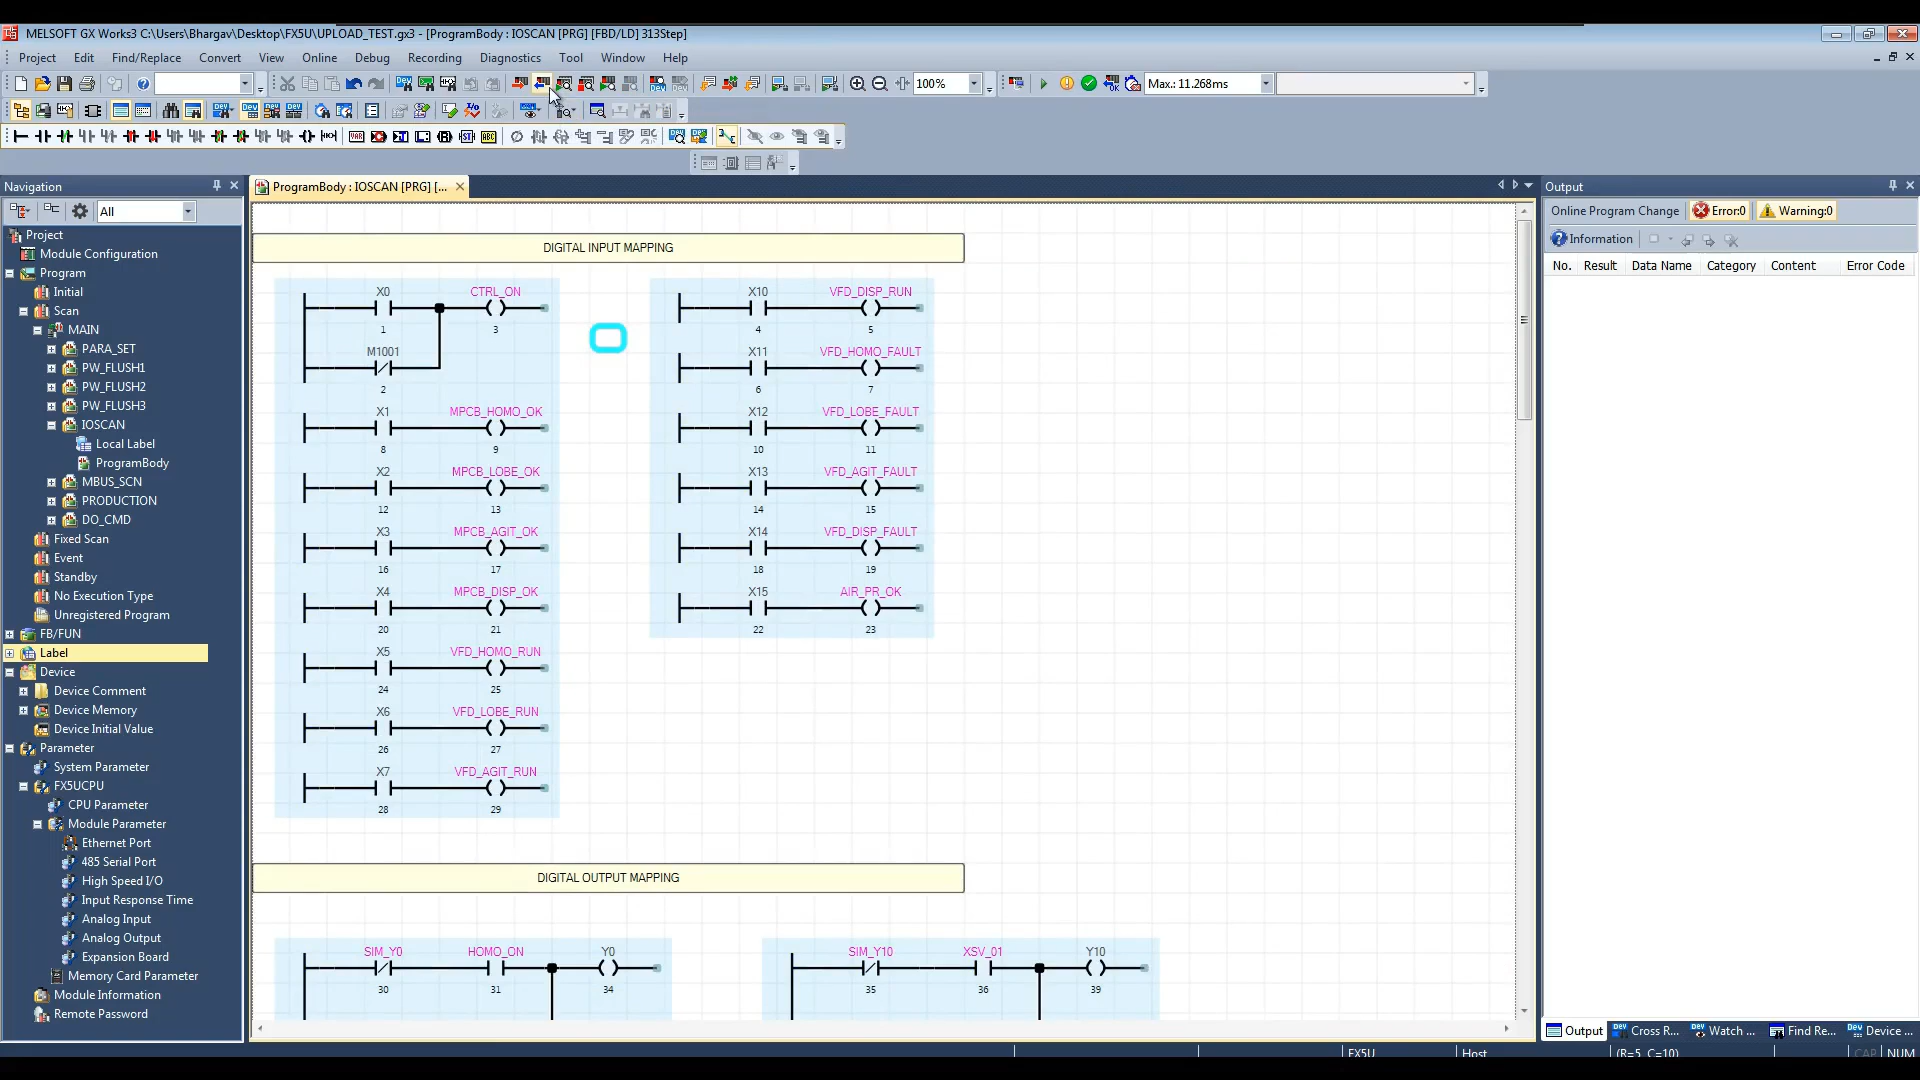 MELSOFT GX Works3 C:\Users\Bhargav\Desktop\FX5U\UPLOAD_TEST.gx3 - [ProgramBody : IOSCAN [PRG] [FBD/LD] 313Step]
Project Edit Find/Replace Convert View Online Debug Recording Diagnostics Tool Window Help
100% Max.: 11.268ms
Navigation
All
Project
Module Configuration
Program
Initial
Scan
MAIN
PARA_SET
PW_FLUSH1
PW_FLUSH2
PW_FLUSH3
IOSCAN
Local Label
ProgramBody
MBUS_SCN
PRODUCTION
DO_CMD
Fixed Scan
Event
Standby
No Execution Type
Unregistered Program
FB/FUN
Label
Device
Device Comment
Device Memory
Device Initial Value
Parameter
System Parameter
FX5UCPU
CPU Parameter
Module Parameter
Ethernet Port
485 Serial Port
High Speed I/O
Input Response Time
Analog Input
Analog Output
Expansion Board
Memory Card Parameter
Module Information
Remote Password
ProgramBody : IOSCAN [PRG] [...
DIGITAL INPUT MAPPING
X0 CTRL_ON
1 3
M1001
2
X1 MPCB_HOMO_OK
8 9
X2 MPCB_LOBE_OK
12 13
X3 MPCB_AGIT_OK
16 17
X4 MPCB_DISP_OK
20 21
X5 VFD_HOMO_RUN
24 25
X6 VFD_LOBE_RUN
26 27
X7 VFD_AGIT_RUN
28 29
X10 VFD_DISP_RUN
4 5
X11 VFD_HOMO_FAULT
6 7
X12 VFD_LOBE_FAULT
10 11
X13 VFD_AGIT_FAULT
14 15
X14 VFD_DISP_FAULT
18 19
X15 AIR_PR_OK
22 23
DIGITAL OUTPUT MAPPING
SIM_Y0 HOMO_ON Y0
30 31 34
SIM_Y10 XSV_01 Y10
35 36 39
Output
Online Program Change Error:0 Warning:0
Information
No. Result Data Name Category Content Error Code
Output Cross R... Watch ... Find Re... Device ...
FX5U Host (R=5, C=10) CAP NUM